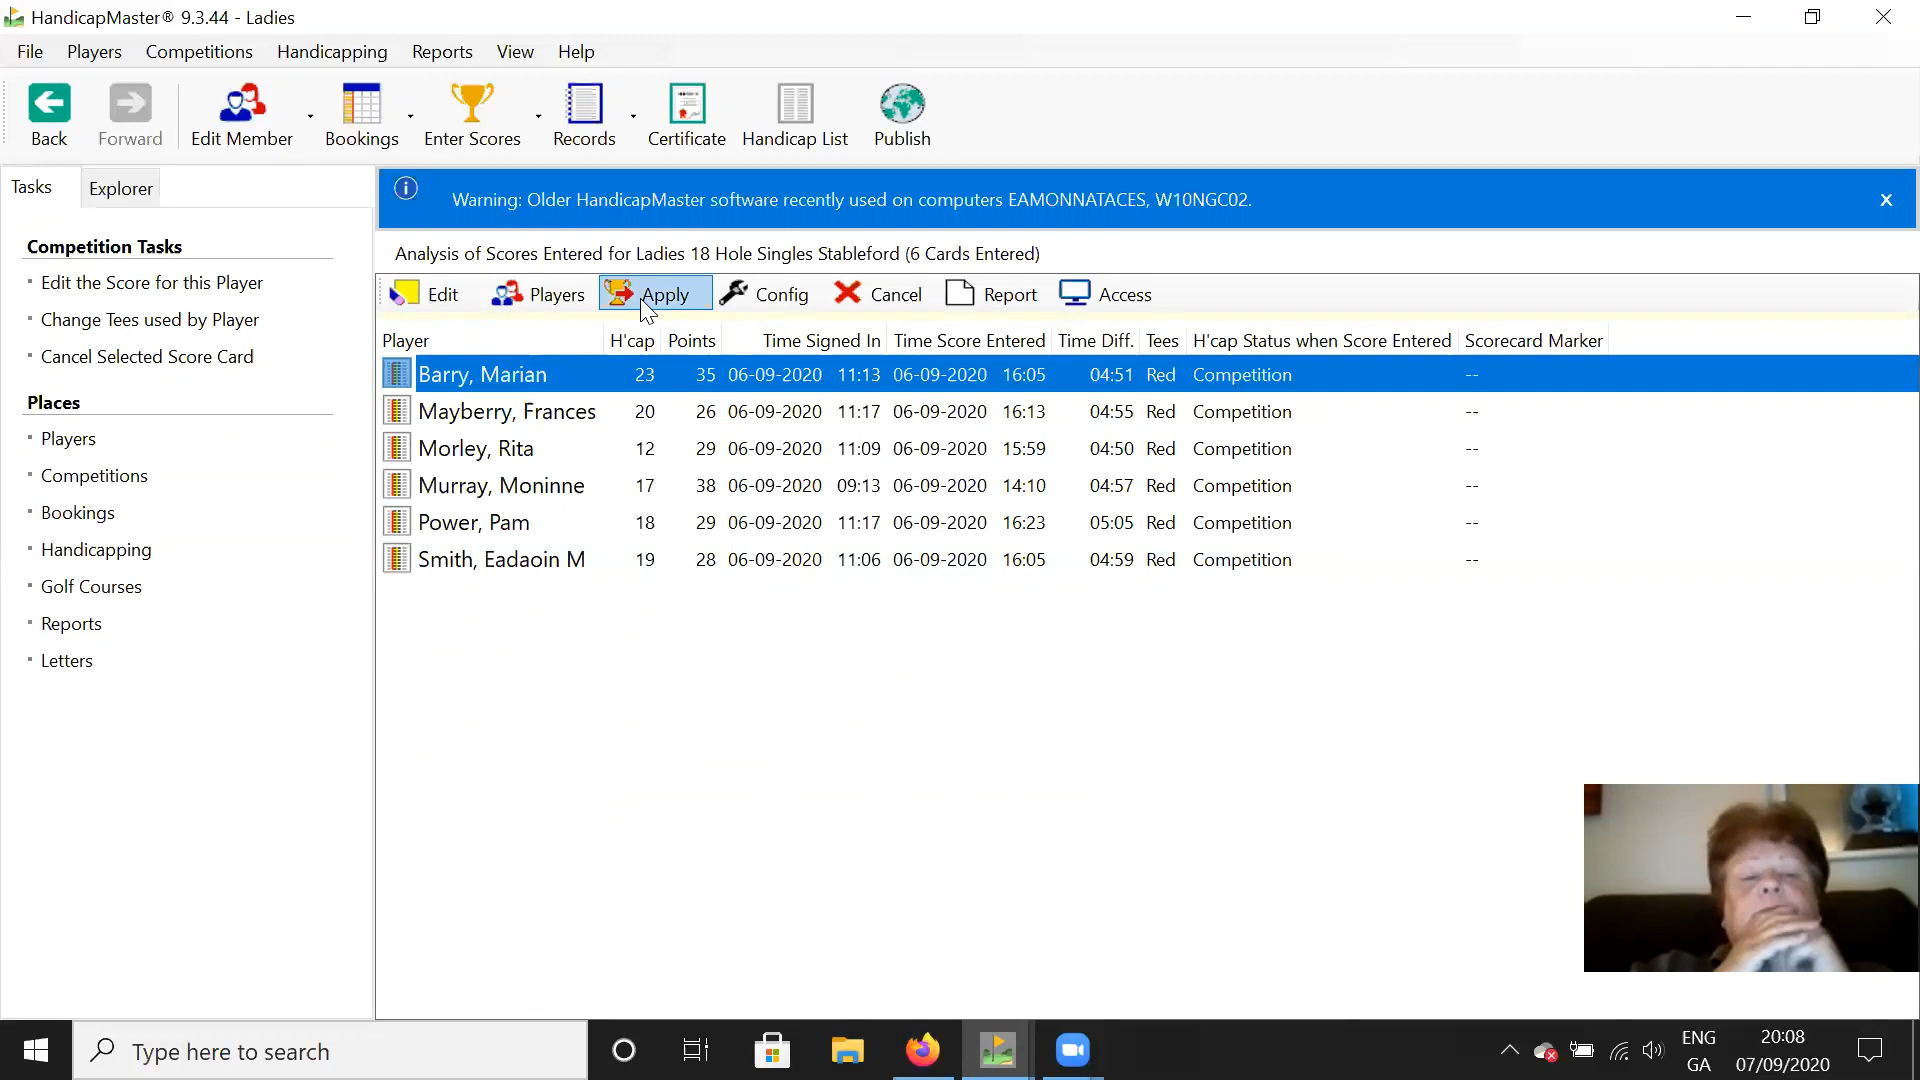 HandicapMaster® 9.3.44 - Ladies
File Players Competitions Handicapping Reports View Help
Back Forward Edit Member Bookings Enter Scores Records Certificate Handicap List Publish
Tasks Explorer
Warning: Older HandicapMaster software recently used on computers EAMONNATACES, W10NGC02. x
Competition Tasks
Edit the Score for this Player
Change Tees used by Player
Cancel Selected Score Card
Places
Players
Competitions
Bookings
Handicapping
Golf Courses
Reports
Letters
Analysis of Scores Entered for Ladies 18 Hole Singles Stableford (6 Cards Entered)
Edit Players Apply Config Cancel Report Access
Player H'cap Points Time Signed In Time Score Entered Time Diff. Tees H'cap Status when Score Entered Scorecard Marker
Barry, Marian 23 35 06-09-2020 11:13 06-09-2020 16:05 04:51 Red Competition --
Mayberry, Frances 20 26 06-09-2020 11:17 06-09-2020 16:13 04:55 Red Competition --
Morley, Rita 12 29 06-09-2020 11:09 06-09-2020 15:59 04:50 Red Competition --
Murray, Moninne 17 38 06-09-2020 09:13 06-09-2020 14:10 04:57 Red Competition --
Power, Pam 18 29 06-09-2020 11:17 06-09-2020 16:23 05:05 Red Competition --
Smith, Eadaoin M 19 28 06-09-2020 11:06 06-09-2020 16:05 04:59 Red Competition --
Type here to search
ENG
GA
20:08
07/09/2020